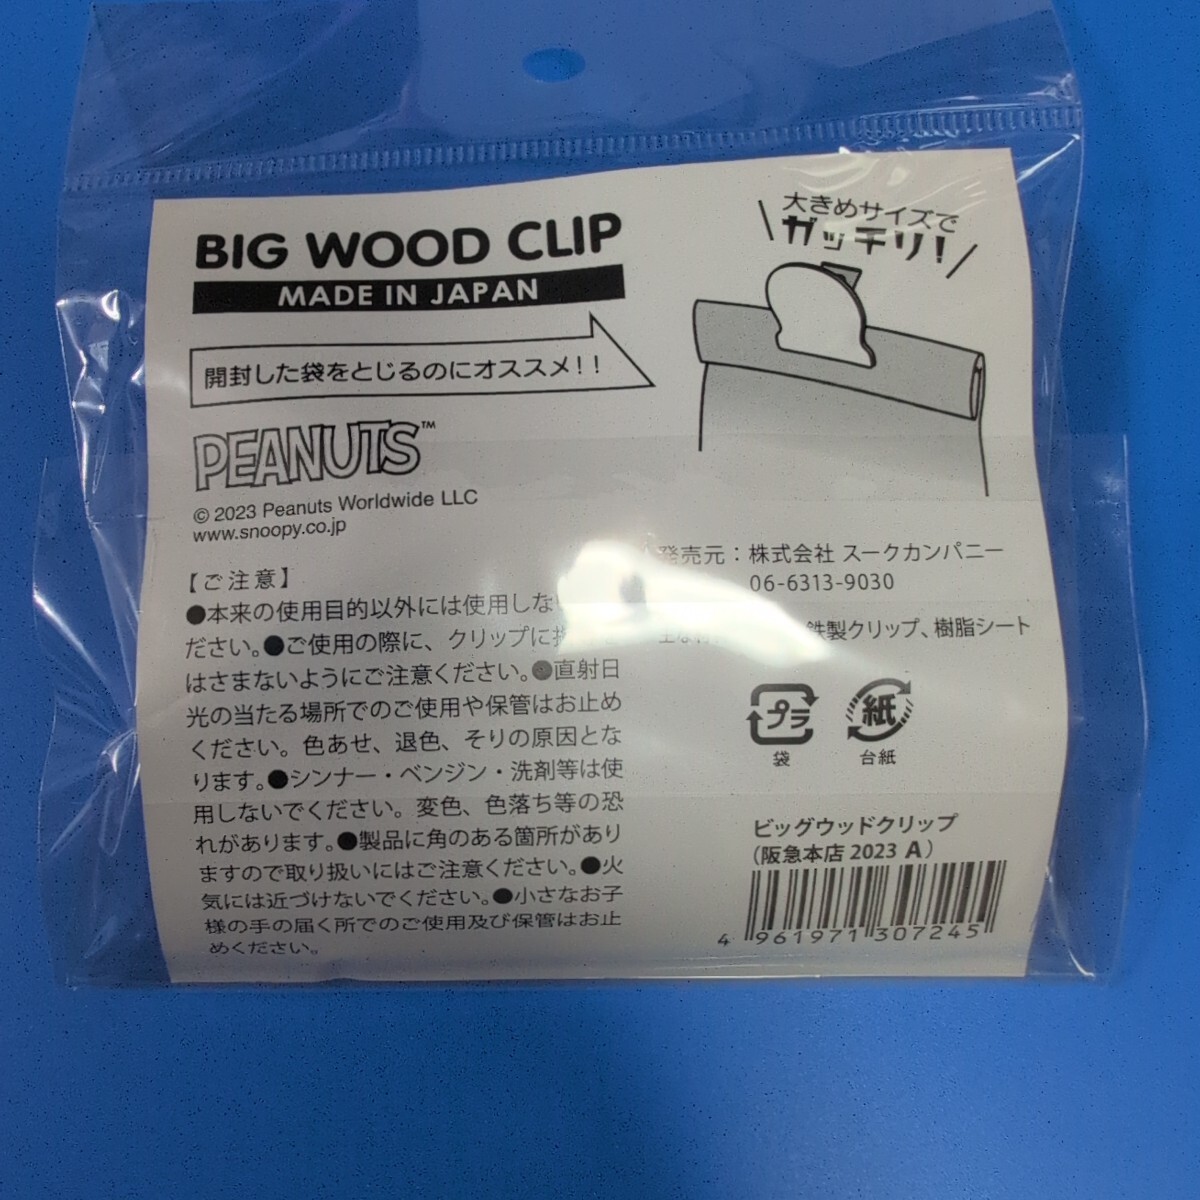 BIG WOOD CLIP
MADE IN JAPAN
開封した袋をとじるのにオススメ!!
PEANUTS™
© 2023 Peanuts Worldwide LLC
www.snoopy.co.jp
大きめサイズで
ガッチリ!
【ご注意】
●本来の使用目的以外には使用しな
ださい。●ご使用の際に、クリップに
はさまないようにご注意ください。●直射日
光の当たる場所でのご使用や保管はお止め
ください。色あせ、退色、そりの原因とな
ります。●シンナー・ベンジン・洗剤等は使
用しないでください。変色、色落ち等の恐
れがあります。●製品に角のある箇所があり
ますので取り扱いにはご注意ください。●火
気には近づけないでください。●小さなお子
様の手の届く所でのご使用及び保管はお止
めください。
発売元:株式会社 スークカンパニー
06-6313-9030
鉄製クリップ、樹脂シート
プラ
袋
紙
台紙
ビッグウッドクリップ
(阪急本店 2023 A)
4 961971 307245